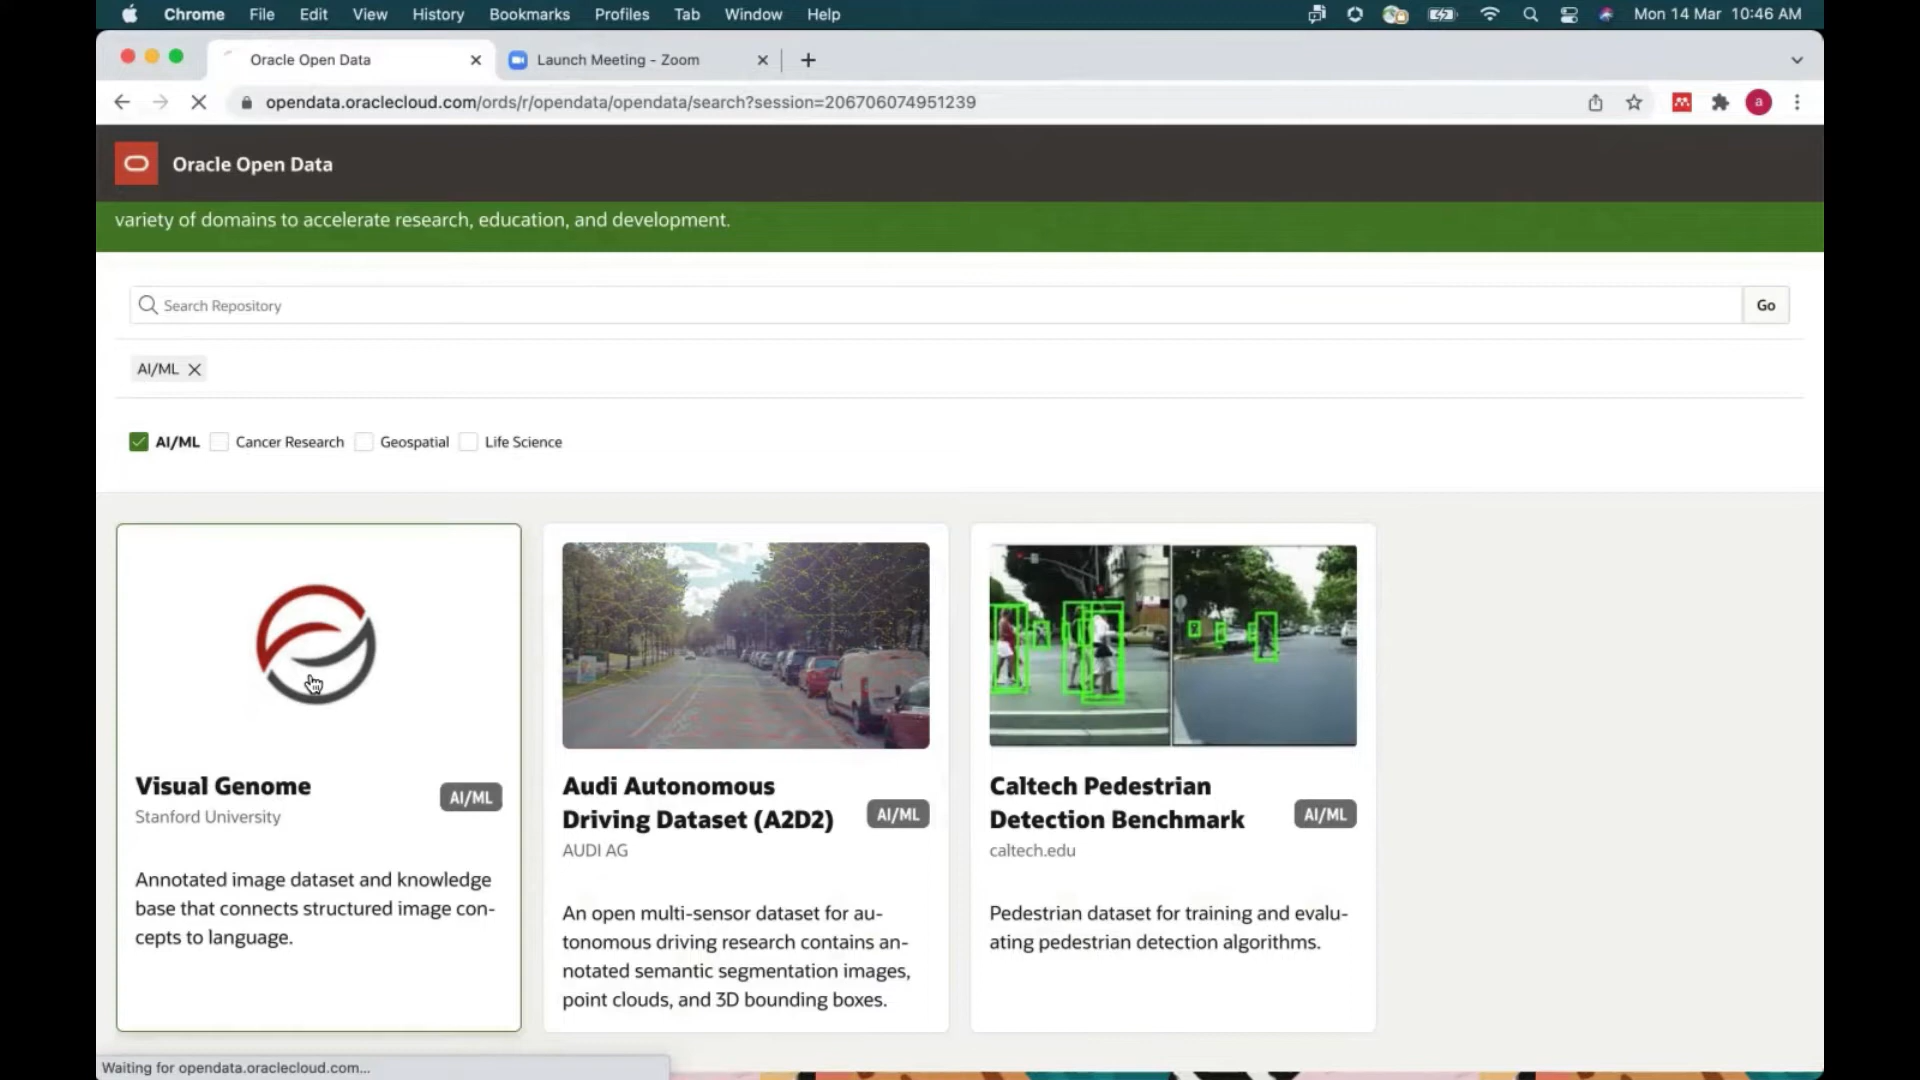 Chrome File Edit View History Bookmarks Profiles Tab Window Help Mon 14 Mar 10:46 AM
Oracle Open Data Launch Meeting - Zoom
opendata.oraclecloud.com/ords/r/opendata/opendata/search?session=206706074951239
a
Oracle Open Data
variety of domains to accelerate research, education, and development.
Search Repository Go
AI/ML
AI/ML Cancer Research Geospatial Life Science
Visual Genome
Stanford University
AI/ML
Annotated image dataset and knowledge
base that connects structured image con-
cepts to language.
Audi Autonomous
Driving Dataset (A2D2)
AUDI AG
AI/ML
An open multi-sensor dataset for au-
tonomous driving research contains an-
notated semantic segmentation images,
point clouds, and 3D bounding boxes.
Caltech Pedestrian
Detection Benchmark
caltech.edu
AI/ML
Pedestrian dataset for training and evalu-
ating pedestrian detection algorithms.
Waiting for opendata.oraclecloud.com...